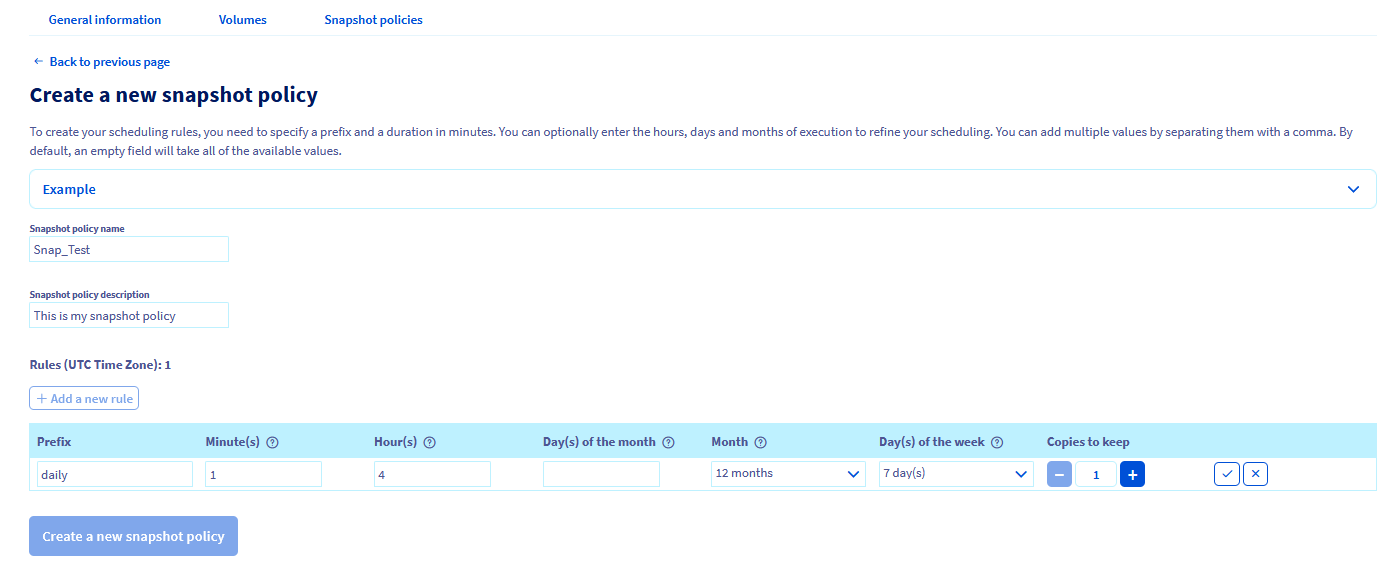 General information Volumes Snapshot policies
← Back to previous page
Create a new snapshot policy
To create your scheduling rules, you need to specify a prefix and a duration in minutes. You can optionally enter the hours, days and months of execution to refine your scheduling. You can add multiple values by separating them with a comma. By
default, an empty field will take all of the available values.
Example
Snapshot policy name
Snap_Test
Snapshot policy description
This is my snapshot policy
Rules (UTC Time Zone): 1
+ Add a new rule
Prefix Minute(s) ? Hour(s) ? Day(s) of the month ? Month ? Day(s) of the week ? Copies to keep
daily 1 4 12 months 7 day(s) − 1 +
Create a new snapshot policy